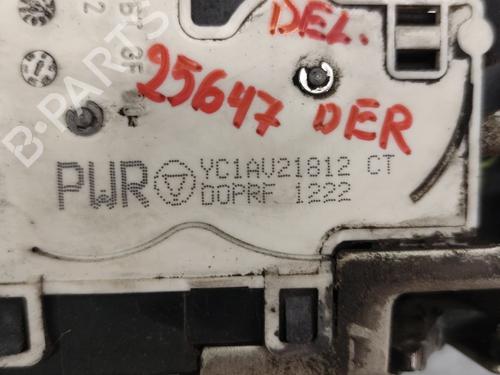 DEL.
25647 DER
PWR YC1AV21812 CT
DOPRF 1222
B-PARTS